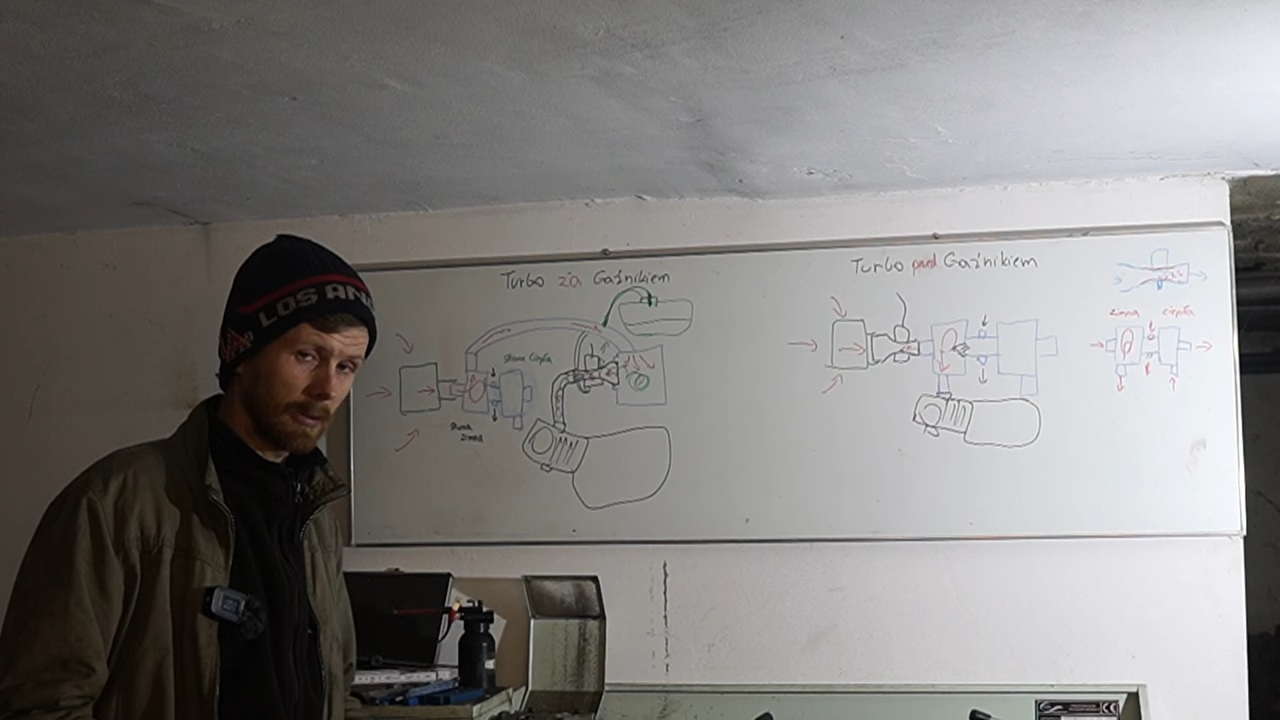 Turbo za Gaźnikiem
Turbo przed Gaźnikiem
LOS AN
zimna
ciepła
strona Ciepła
strona
zimna